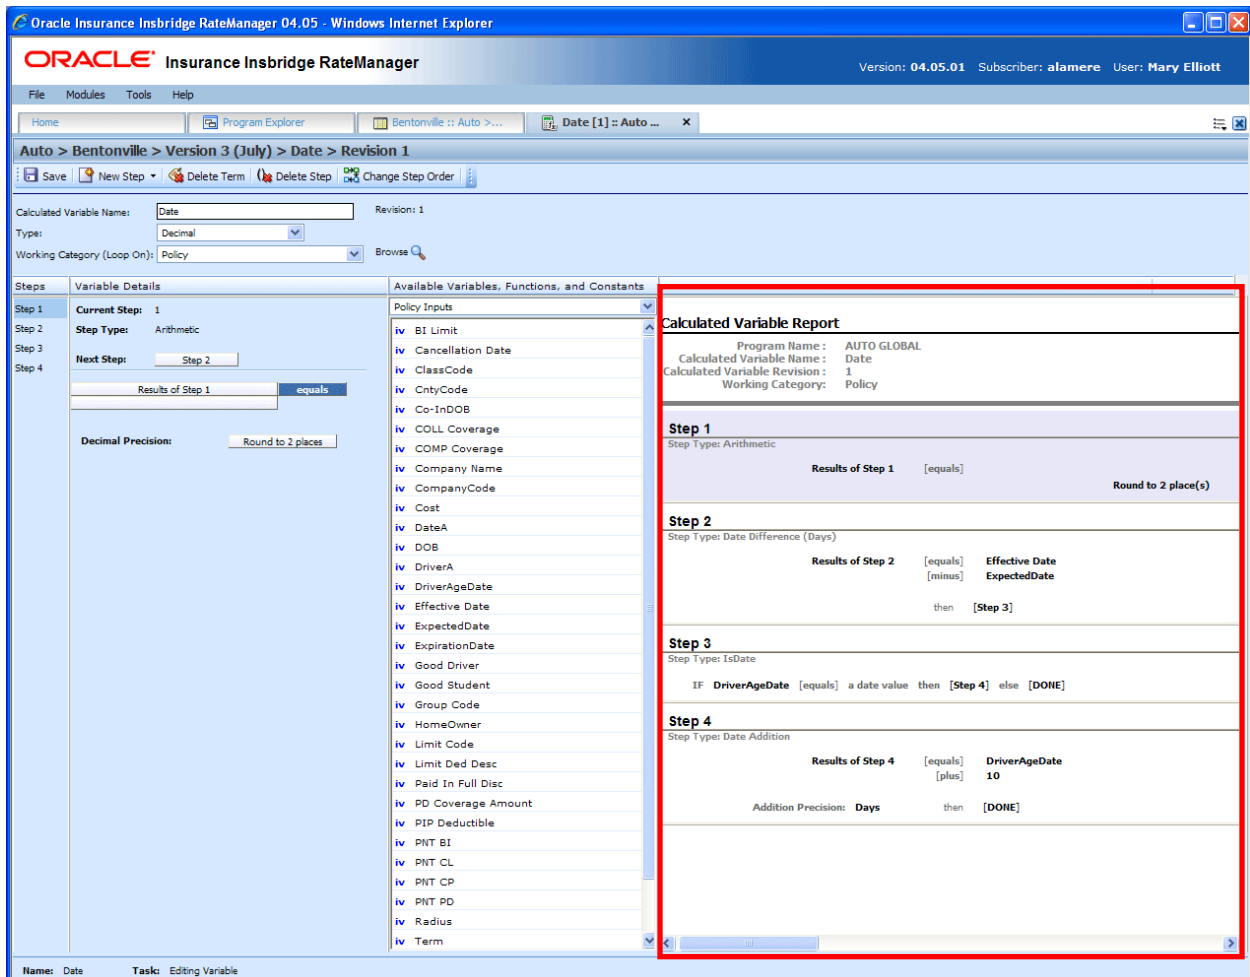 Oracle Insurance Insbridge RateManager 04.05 - Windows Internet Explorer
ORACLE Insurance Insbridge RateManager
Version: 04.05.01 Subscriber: alamere User: Mary Elliott
File Modules Tools Help
Home Program Explorer Bentonville :: Auto >... Date [1] :: Auto ... x
Auto > Bentonville > Version 3 (July) > Date > Revision 1
Save New Step Delete Term Delete Step Change Step Order
Calculated Variable Name: Date Revision: 1
Type: Decimal
Working Category (Loop On): Policy Browse
Steps
Step 1
Step 2
Step 3
Step 4
Variable Details
Current Step: 1
Step Type: Arithmetic
Next Step: Step 2
Results of Step 1 equals
Decimal Precision: Round to 2 places
Available Variables, Functions, and Constants
Policy Inputs
iv BI Limit
iv Cancellation Date
iv ClassCode
iv CntyCode
iv Co-InDOB
iv COLL Coverage
iv COMP Coverage
iv Company Name
iv CompanyCode
iv Cost
iv DateA
iv DOB
iv DriverA
iv DriverAgeDate
iv Effective Date
iv ExpectedDate
iv ExpirationDate
iv Good Driver
iv Good Student
iv Group Code
iv HomeOwner
iv Limit Code
iv Limit Ded Desc
iv Paid In Full Disc
iv PD Coverage Amount
iv PIP Deductible
iv PNT BI
iv PNT CL
iv PNT CP
iv PNT PD
iv Radius
iv Term
Calculated Variable Report
Program Name : AUTO GLOBAL
Calculated Variable Name : Date
Calculated Variable Revision : 1
Working Category: Policy
Step 1
Step Type: Arithmetic
Results of Step 1 [equals]
Round to 2 place(s)
Step 2
Step Type: Date Difference (Days)
Results of Step 2 [equals] Effective Date
[minus] ExpectedDate
then [Step 3]
Step 3
Step Type: IsDate
IF DriverAgeDate [equals] a date value then [Step 4] else [DONE]
Step 4
Step Type: Date Addition
Results of Step 4 [equals] DriverAgeDate
[plus] 10
Addition Precision: Days then [DONE]
Name: Date Task: Editing Variable